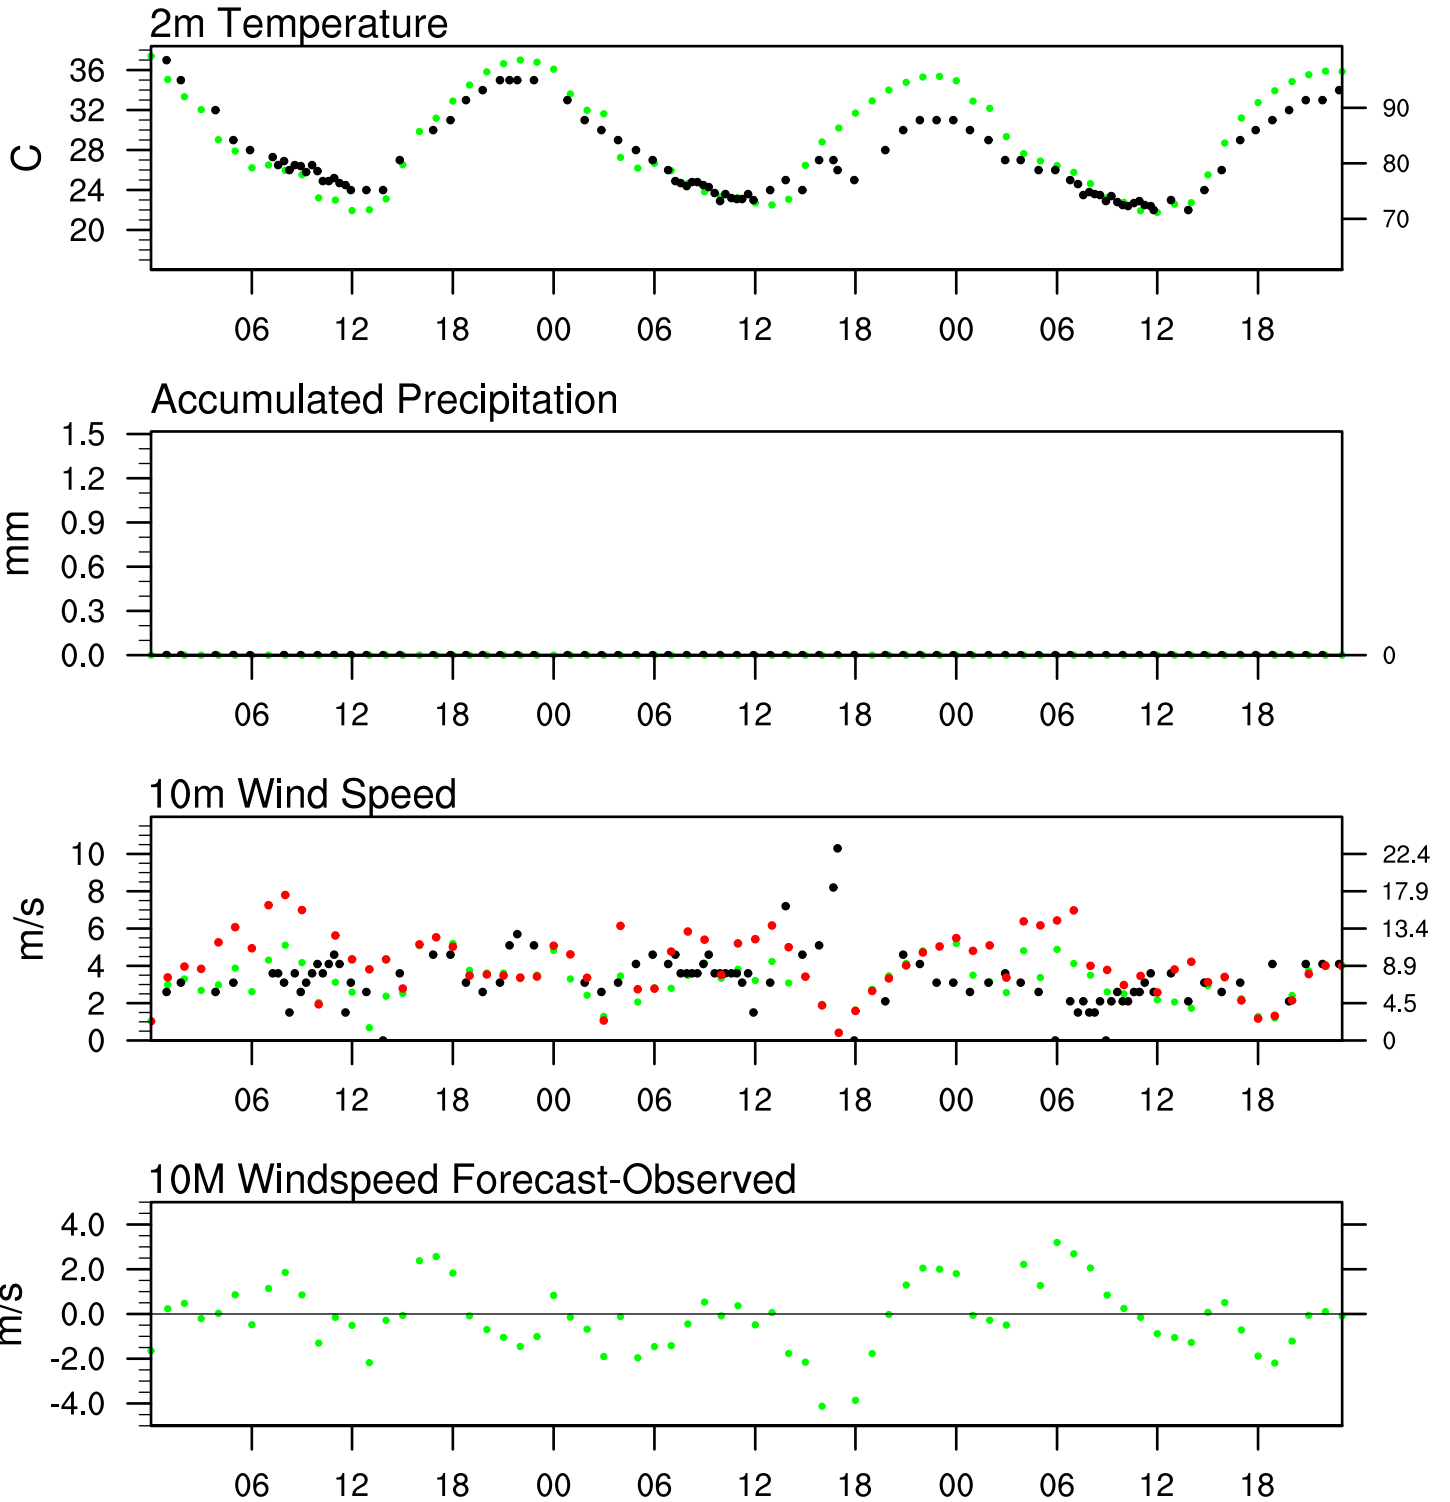 2m Temperature
36
32
28
24
20
C
90
80
70
06 12 18 00 06 12 18 00 06 12 18
Accumulated Precipitation
1.5
1.2
0.9
0.6
0.3
0.0
mm
0
06 12 18 00 06 12 18 00 06 12 18
10m Wind Speed
10
8
6
4
2
0
m/s
22.4
17.9
13.4
8.9
4.5
0
06 12 18 00 06 12 18 00 06 12 18
10M Windspeed Forecast-Observed
4.0
2.0
0.0
-2.0
-4.0
m/s
06 12 18 00 06 12 18 00 06 12 18